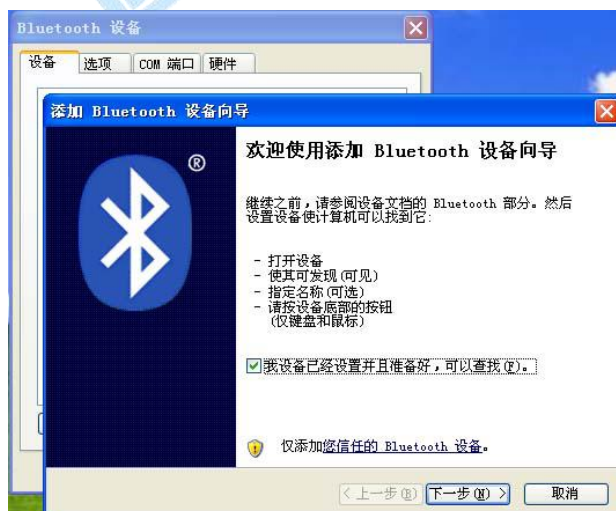 Bluetooth 设备
设备 选项 COM 端口 硬件
添加 Bluetooth 设备向导
®
欢迎使用添加 Bluetooth 设备向导
继续之前，请参阅设备文档的 Bluetooth 部分。然后
设置设备使计算机可以找到它:
- 打开设备
- 使其可发现(可见)
- 指定名称(可选)
- 请按设备底部的按钮
(仅键盘和鼠标)
我设备已经设置并且准备好，可以查找(F)。
仅添加您信任的 Bluetooth 设备。
< 上一步(B) 下一步(N) > 取消